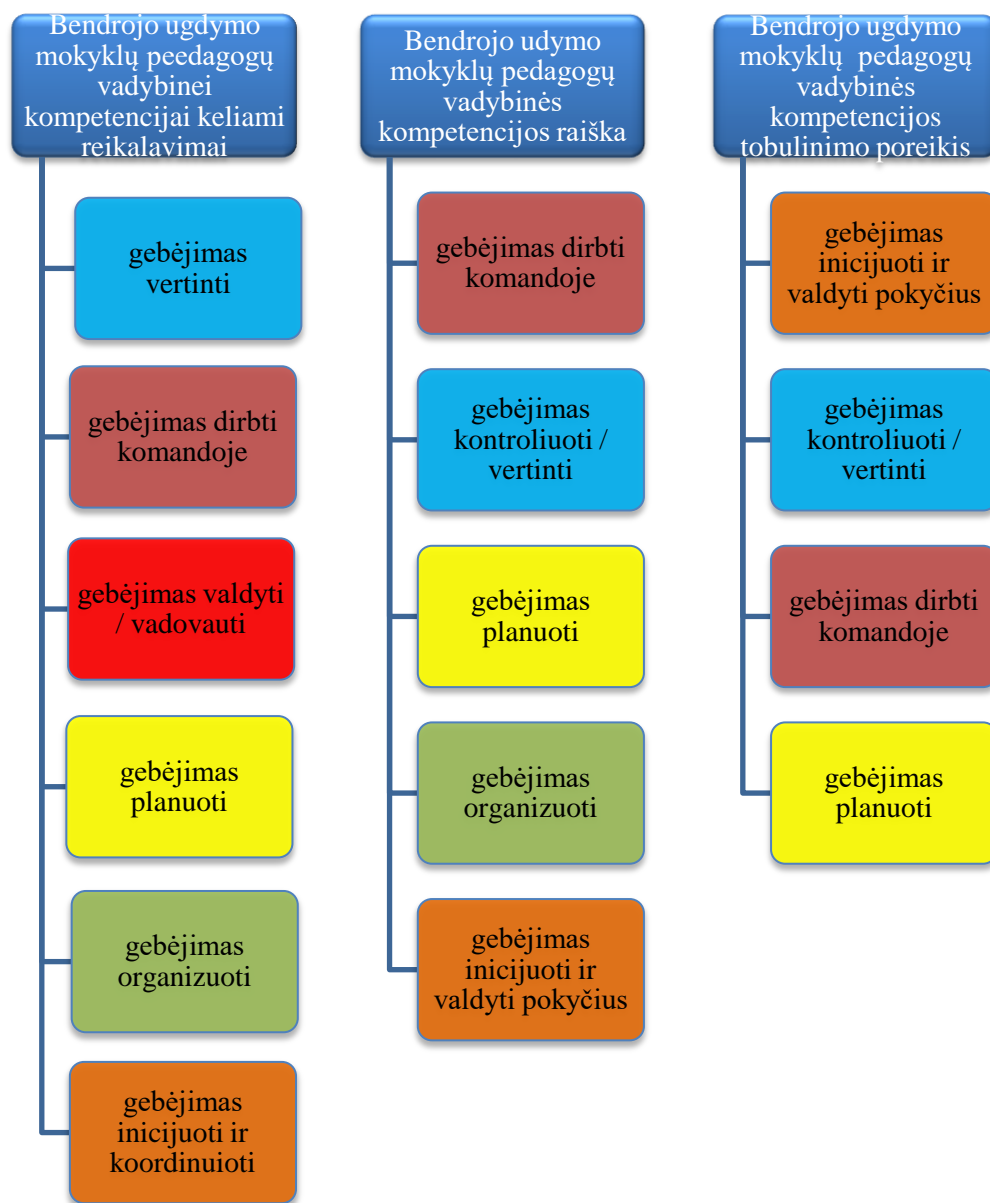 Bendrojo ugdymo
mokyklų peedagogų
vadybinei
kompetencijai keliami
reikalavimai
gebėjimas
vertinti
gebėjimas dirbti
komandoje
gebėjimas valdyti
/ vadovauti
gebėjimas
planuoti
gebėjimas
organizuoti
gebėjimas
inicijuoti ir
koordinuioti
Bendrojo udymo
mokyklų pedagogų
vadybinės
kompetencijos raiška
gebėjimas dirbti
komandoje
gebėjimas
kontroliuoti /
vertinti
gebėjimas
planuoti
gebėjimas
organizuoti
gebėjimas
inicijuoti ir
valdyti pokyčius
Bendrojo ugdymo
mokyklų pedagogų
vadybinės
kompetencijos
tobulinimo poreikis
gebėjimas
inicijuoti ir
valdyti pokyčius
gebėjimas
kontroliuoti /
vertinti
gebėjimas dirbti
komandoje
gebėjimas
planuoti